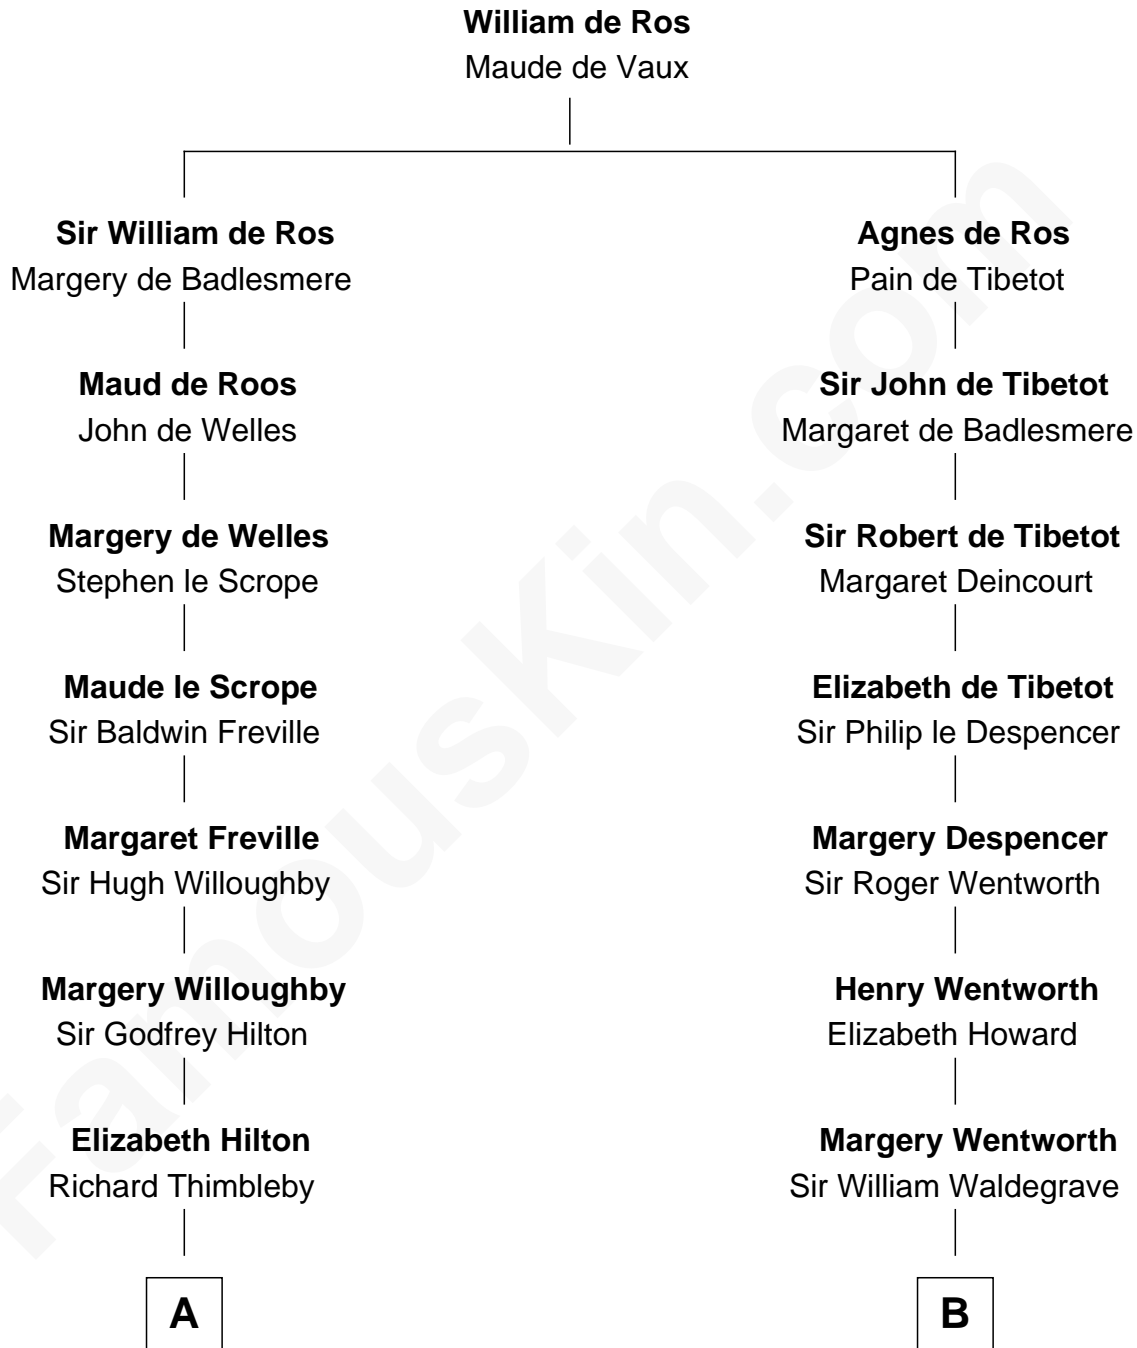 William de Ros
Maude de Vaux
Sir William de Ros
Margery de Badlesmere
Agnes de Ros
Pain de Tibetot
Maud de Roos
John de Welles
Sir John de Tibetot
Margaret de Badlesmere
Margery de Welles
Stephen le Scrope
Sir Robert de Tibetot
Margaret Deincourt
Maude le Scrope
Sir Baldwin Freville
Elizabeth de Tibetot
Sir Philip le Despencer
Margaret Freville
Sir Hugh Willoughby
Margery Despencer
Sir Roger Wentworth
Margery Willoughby
Sir Godfrey Hilton
Henry Wentworth
Elizabeth Howard
Elizabeth Hilton
Richard Thimbleby
Margery Wentworth
Sir William Waldegrave
A
B
FamousKin.com